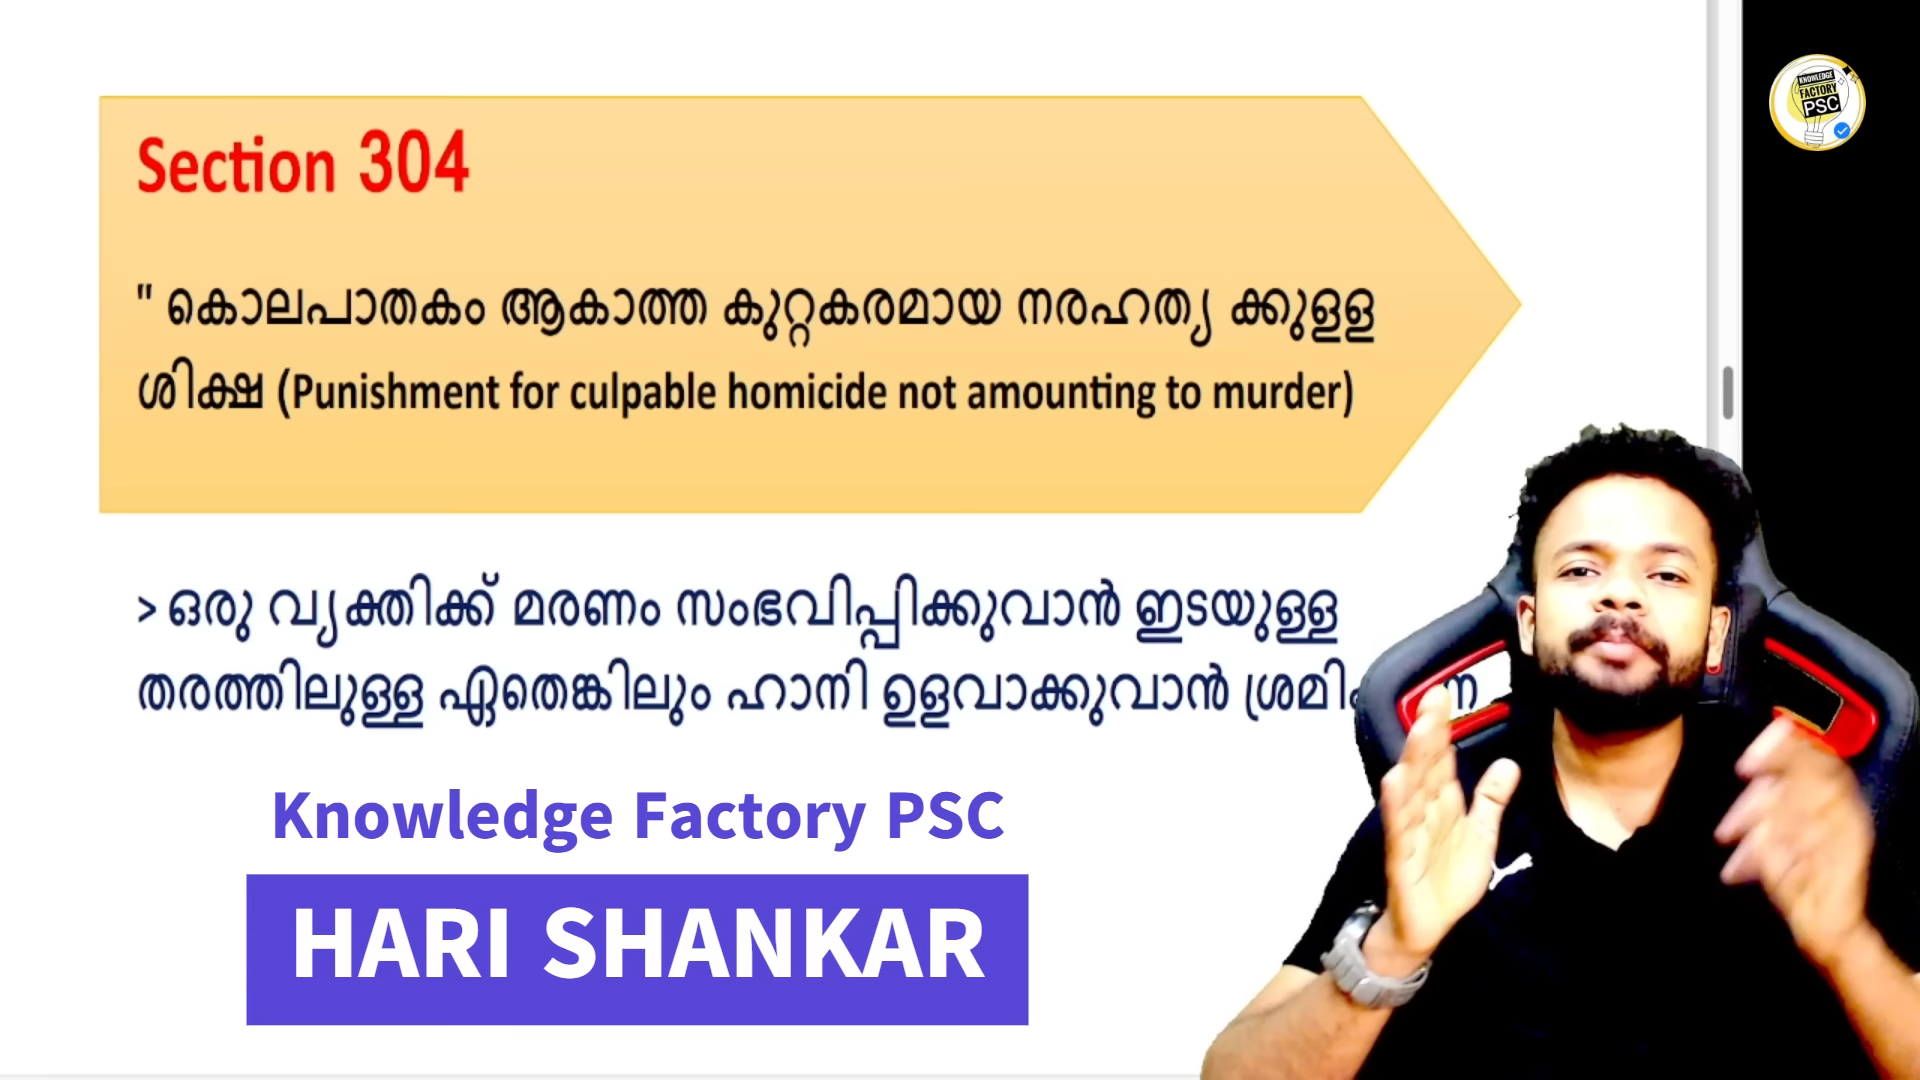 KNOWLEDGE
FACTORY
PSC
Section 304
" കൊലപാതകം ആകാത്ത കുറ്റകരമായ നരഹത്യ ക്കുളള
ശിക്ഷ (Punishment for culpable homicide not amounting to murder)
> ഒരു വ്യക്തിക്ക് മരണം സംഭവിപ്പിക്കുവാൻ ഇടയുള്ള
തരത്തിലുള്ള ഏതെങ്കിലും ഹാനി ഉളവാക്കുവാൻ
Knowledge Factory PSC
HARI SHANKAR